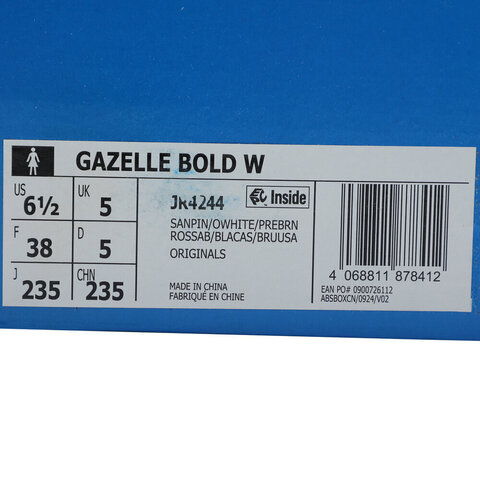 GAZELLE BOLD W
US 6½ UK 5
F 38 D 5
J 235 CHN 235
JR4244 Inside
SANPIN/OWHITE/PREBRN
ROSSAB/BLACAS/BRUUSA
ORIGINALS
MADE IN CHINA
FABRIQUÉ EN CHINE
4 068811 878412
EAN PO# 0900726112
ABSBOXCN/0924/V02